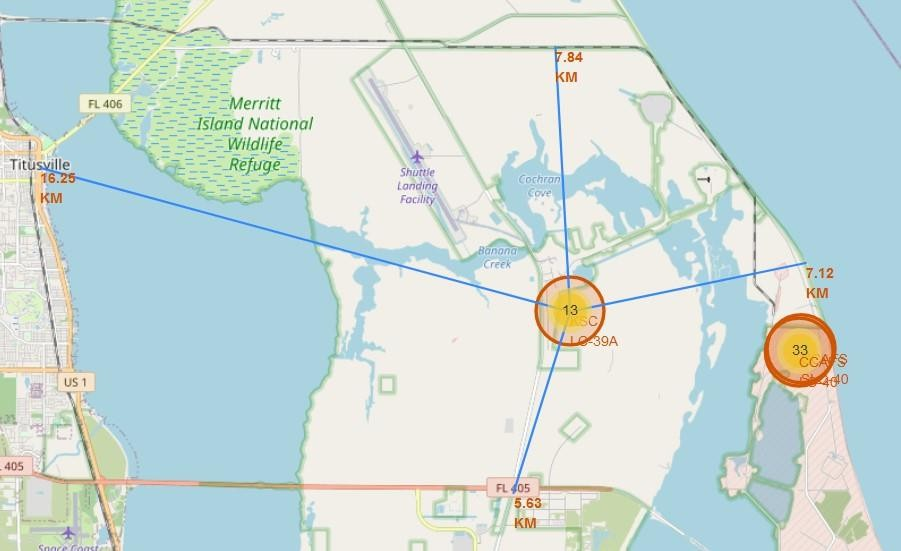 7.84
KM
FL 406
Merritt
Island National
Wildlife
Refuge
Titusville
16.25
KM
Shuttle
Landing
Facility
Cochran
Cove
Banana
Creek
7.12
KM
13
KSC
LC-39A
33
US 1
405
FL 405
5.63
KM
Space Coast